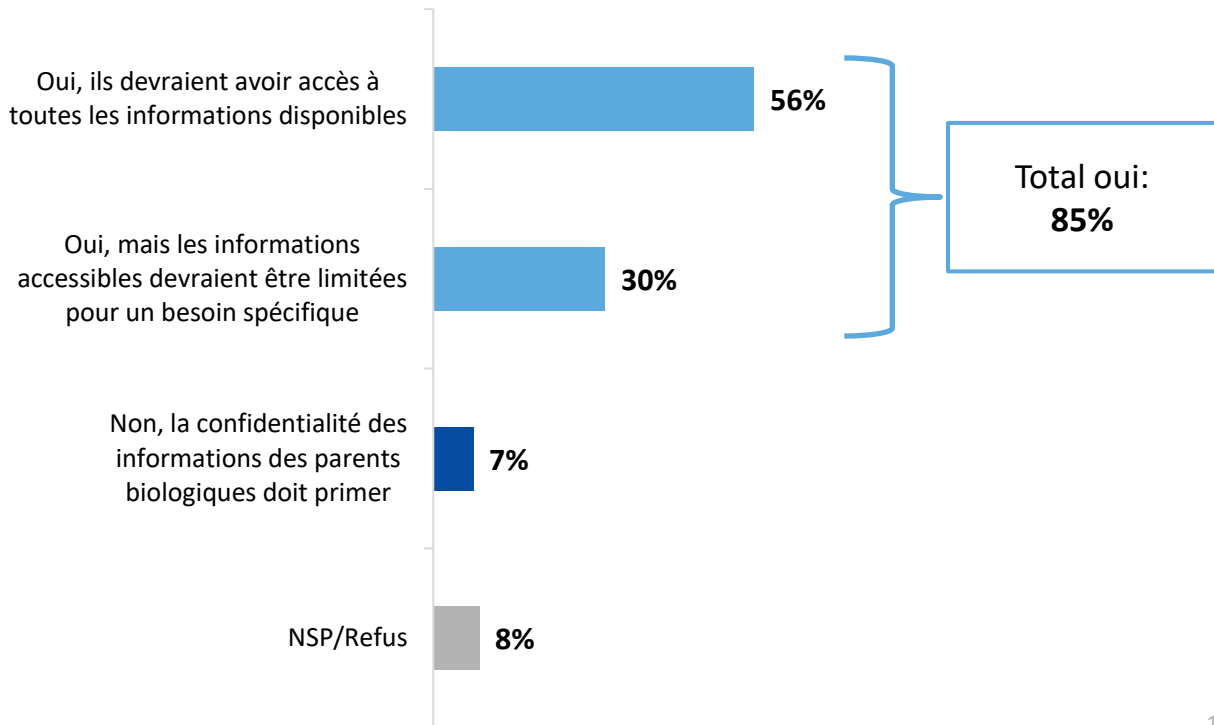 Oui, ils devraient avoir accès à
toutes les informations disponibles
56%
Oui, mais les informations
accessibles devraient être limitées
pour un besoin spécifique
30%
Total oui:
85%
Non, la confidentialité des
informations des parents
biologiques doit primer
7%
NSP/Refus
8%